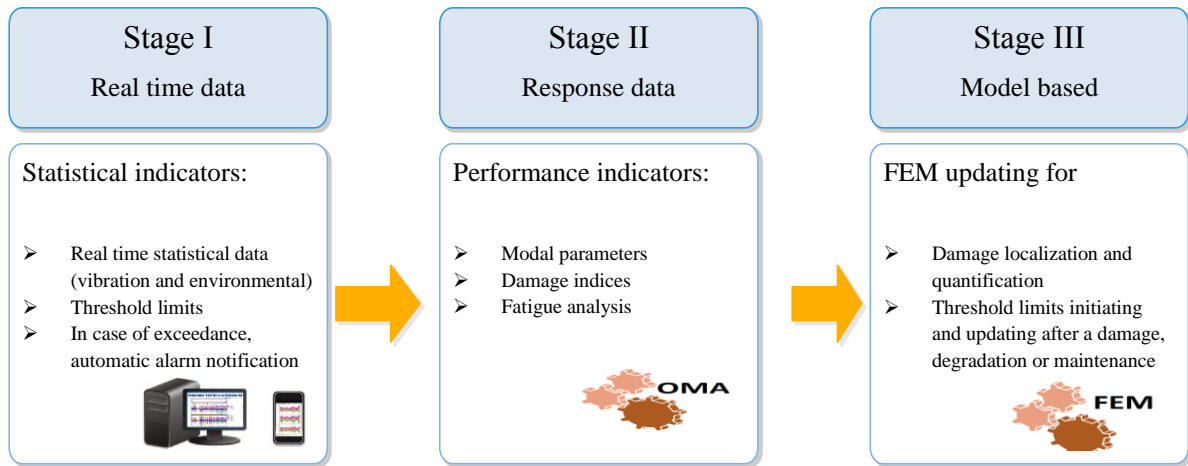 Stage I
Real time data
Statistical indicators:
➢ Real time statistical data
(vibration and environmental)
➢ Threshold limits
➢ In case of exceedance,
automatic alarm notification
Stage II
Response data
Performance indicators:
➢ Modal parameters
➢ Damage indices
➢ Fatigue analysis
OMA
Stage III
Model based
FEM updating for
➢ Damage localization and
quantification
➢ Threshold limits initiating
and updating after a damage,
degradation or maintenance
FEM